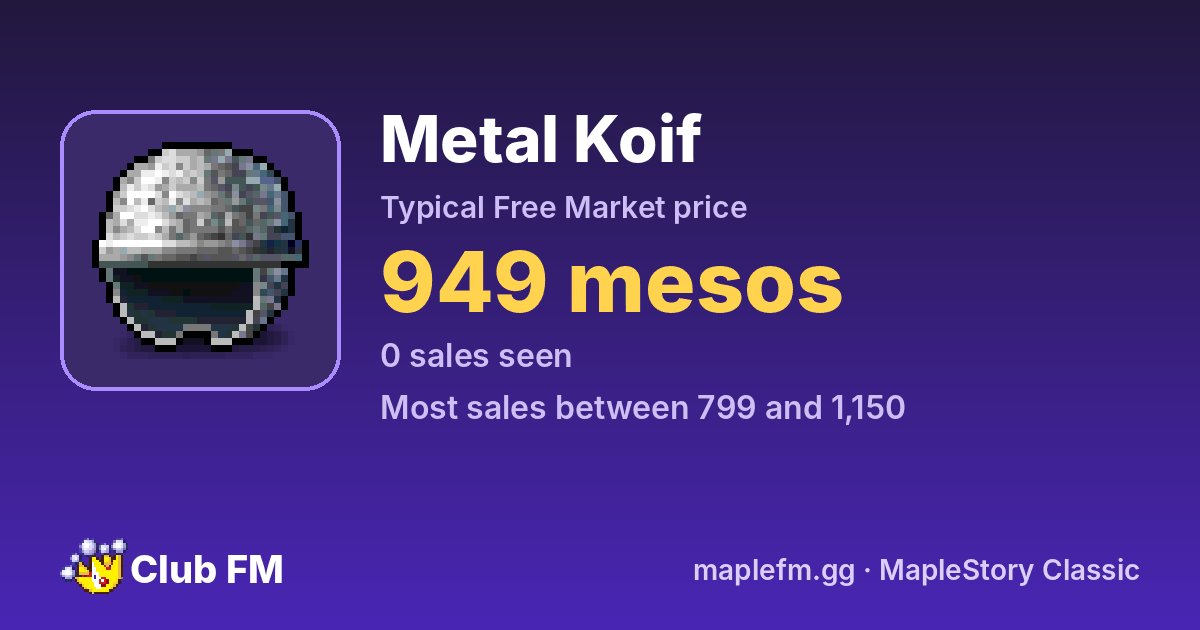 Metal Koif
Typical Free Market price
949 mesos
0 sales seen
Most sales between 799 and 1,150
Club FM
maplefm.gg · MapleStory Classic